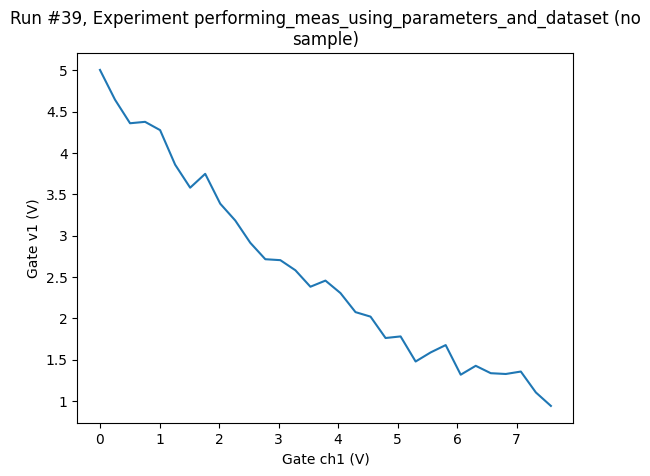 Run #39, Experiment performing_meas_using_parameters_and_dataset (no
sample)
5
4.5
4
3.5
3
2.5
2
1.5
1
Gate v1 (V)
0 1 2 3 4 5 6 7
Gate ch1 (V)